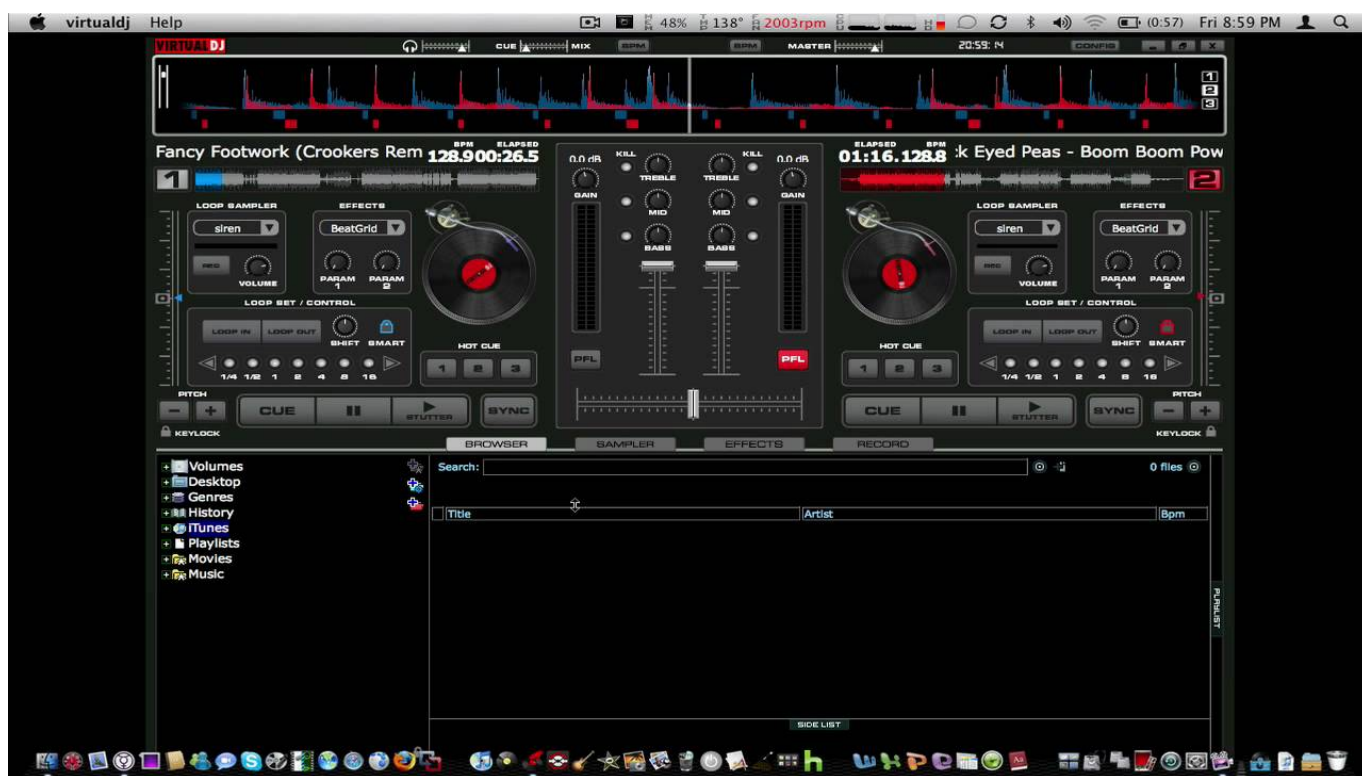 virtualdj Help 48% 138° 2003rpm (0:57) Fri 8:59 PM
VIRTUAL DJ CUE MIX BPM BPM MASTER 20:59:14 CONFIG
1
2
3
Fancy Footwork (Crookers Rem
BPM ELAPSED
128.900:26.5
ELAPSED BPM
01:16.128.8
:k Eyed Peas - Boom Boom Pow
1
2
0.0 dB KILL KILL 0.0 dB
GAIN TREBLE TREBLE GAIN
MID MID
BASS BASS
PFL PFL
LOOP SAMPLER EFFECTS
siren BeatGrid
REC VOLUME PARAM 1 PARAM 2
LOOP SET / CONTROL
LOOP IN LOOP OUT SHIFT SMART
1/4 1/2 1 2 4 8 16
HOT CUE
1 2 3
PITCH
- + CUE STUTTER SYNC
KEYLOCK
LOOP SAMPLER EFFECTS
siren BeatGrid
REC VOLUME PARAM 1 PARAM 2
LOOP SET / CONTROL
LOOP IN LOOP OUT SHIFT SMART
1/4 1/2 1 2 4 8 16
HOT CUE
1 2 3
PITCH
CUE STUTTER SYNC - +
KEYLOCK
BROWSER SAMPLER EFFECTS RECORD
Volumes
Desktop
Genres
History
iTunes
Playlists
Movies
Music
Search: 0 files
Title Artist Bpm
PLAYLIST
SIDE LIST